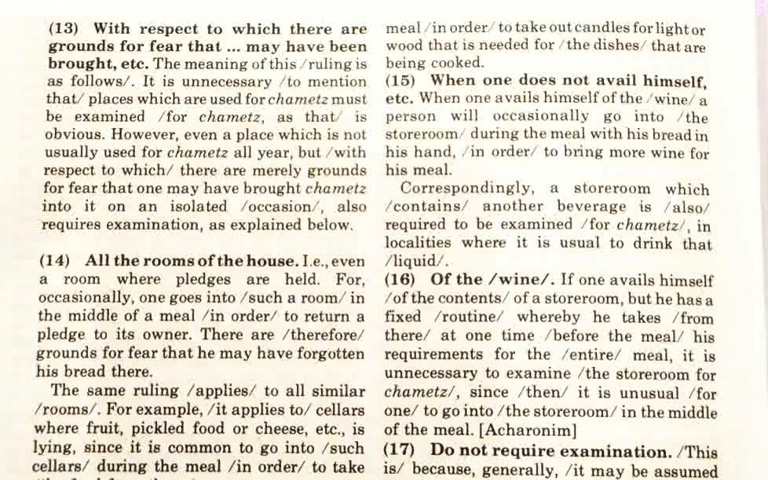 (13) With respect to which there are
grounds for fear that ... may have been
brought, etc. The meaning of this /ruling is
as follows/. It is unnecessary /to mention
that/ places which are used for chametz must
be examined /for chametz, as that/ is
obvious. However, even a place which is not
usually used for chametz all year, but /with
respect to which/ there are merely grounds
for fear that one may have brought chametz
into it on an isolated /occasion/, also
requires examination, as explained below.
(14) All the rooms of the house. I.e., even
a room where pledges are held. For,
occasionally, one goes into /such a room/ in
the middle of a meal /in order/ to return a
pledge to its owner. There are /therefore/
grounds for fear that he may have forgotten
his bread there.
The same ruling /applies/ to all similar
/rooms/. For example, /it applies to/ cellars
where fruit, pickled food or cheese, etc., is
lying, since it is common to go into /such
cellars/ during the meal /in order/ to take
meal /in order/ to take out candles for light or
wood that is needed for /the dishes/ that are
being cooked.
(15) When one does not avail himself,
etc. When one avails himself of the /wine/ a
person will occasionally go into /the
storeroom/ during the meal with his bread in
his hand, /in order/ to bring more wine for
his meal.
Correspondingly, a storeroom which
/contains/ another beverage is /also/
required to be examined /for chametz/, in
localities where it is usual to drink that
/liquid/.
(16) Of the /wine/. If one avails himself
/of the contents/ of a storeroom, but he has a
fixed /routine/ whereby he takes /from
there/ at one time /before the meal/ his
requirements for the /entire/ meal, it is
unnecessary to examine /the storeroom for
chametz/, since /then/ it is unusual /for
one/ to go into /the storeroom/ in the middle
of the meal. [Acharonim]
(17) Do not require examination. /This
is/ because, generally, /it may be assumed